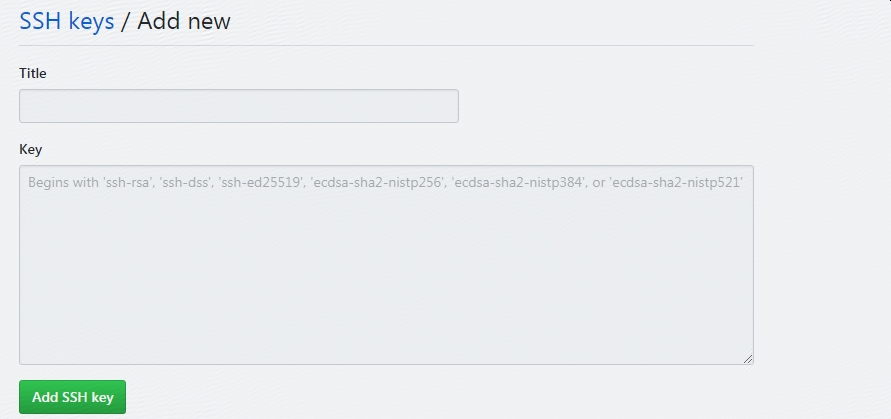 SSH keys / Add new
Title
Key
Begins with 'ssh-rsa', 'ssh-dss', 'ssh-ed25519', 'ecdsa-sha2-nistp256', 'ecdsa-sha2-nistp384', or 'ecdsa-sha2-nistp521'
Add SSH key